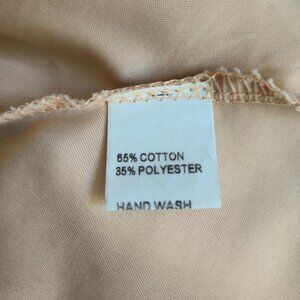 65% COTTON
35% POLYESTER
HAND WASH